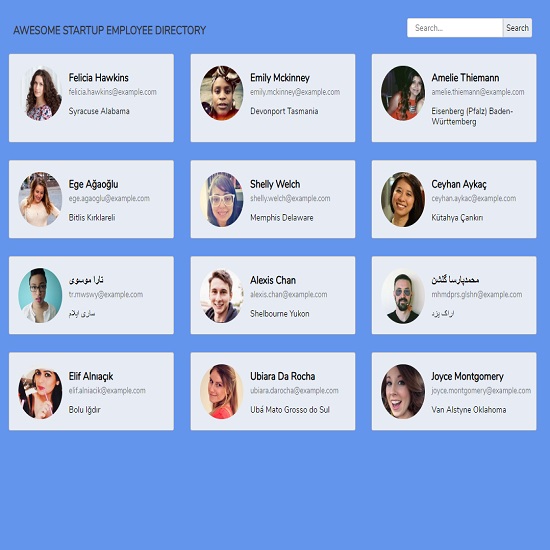 AWESOME STARTUP EMPLOYEE DIRECTORY
Search...
Search
Felicia Hawkins
felicia.hawkins@example.com
Syracuse Alabama
Emily Mckinney
emily.mckinney@example.com
Devonport Tasmania
Amelie Thiemann
amelie.thiemann@example.com
Eisenberg (Pfalz) Baden-
Württemberg
Ege Ağaoğlu
ege.agaoglu@example.com
Bitlis Kırklareli
Shelly Welch
shelly.welch@example.com
Memphis Delaware
Ceyhan Aykaç
ceyhan.aykac@example.com
Kütahya Çankırı
تارا موسوی
tr.mwswy@example.com
ساری ایلام
Alexis Chan
alexis.chan@example.com
Shelbourne Yukon
محمدپارسا گلشن
mhmdprs.glshn@example.com
اراک یزد
Elif Alnıaçık
elif.alniacik@example.com
Bolu Iğdır
Ubiara Da Rocha
ubiara.darocha@example.com
Ubá Mato Grosso do Sul
Joyce Montgomery
joyce.montgomery@example.com
Van Alstyne Oklahoma